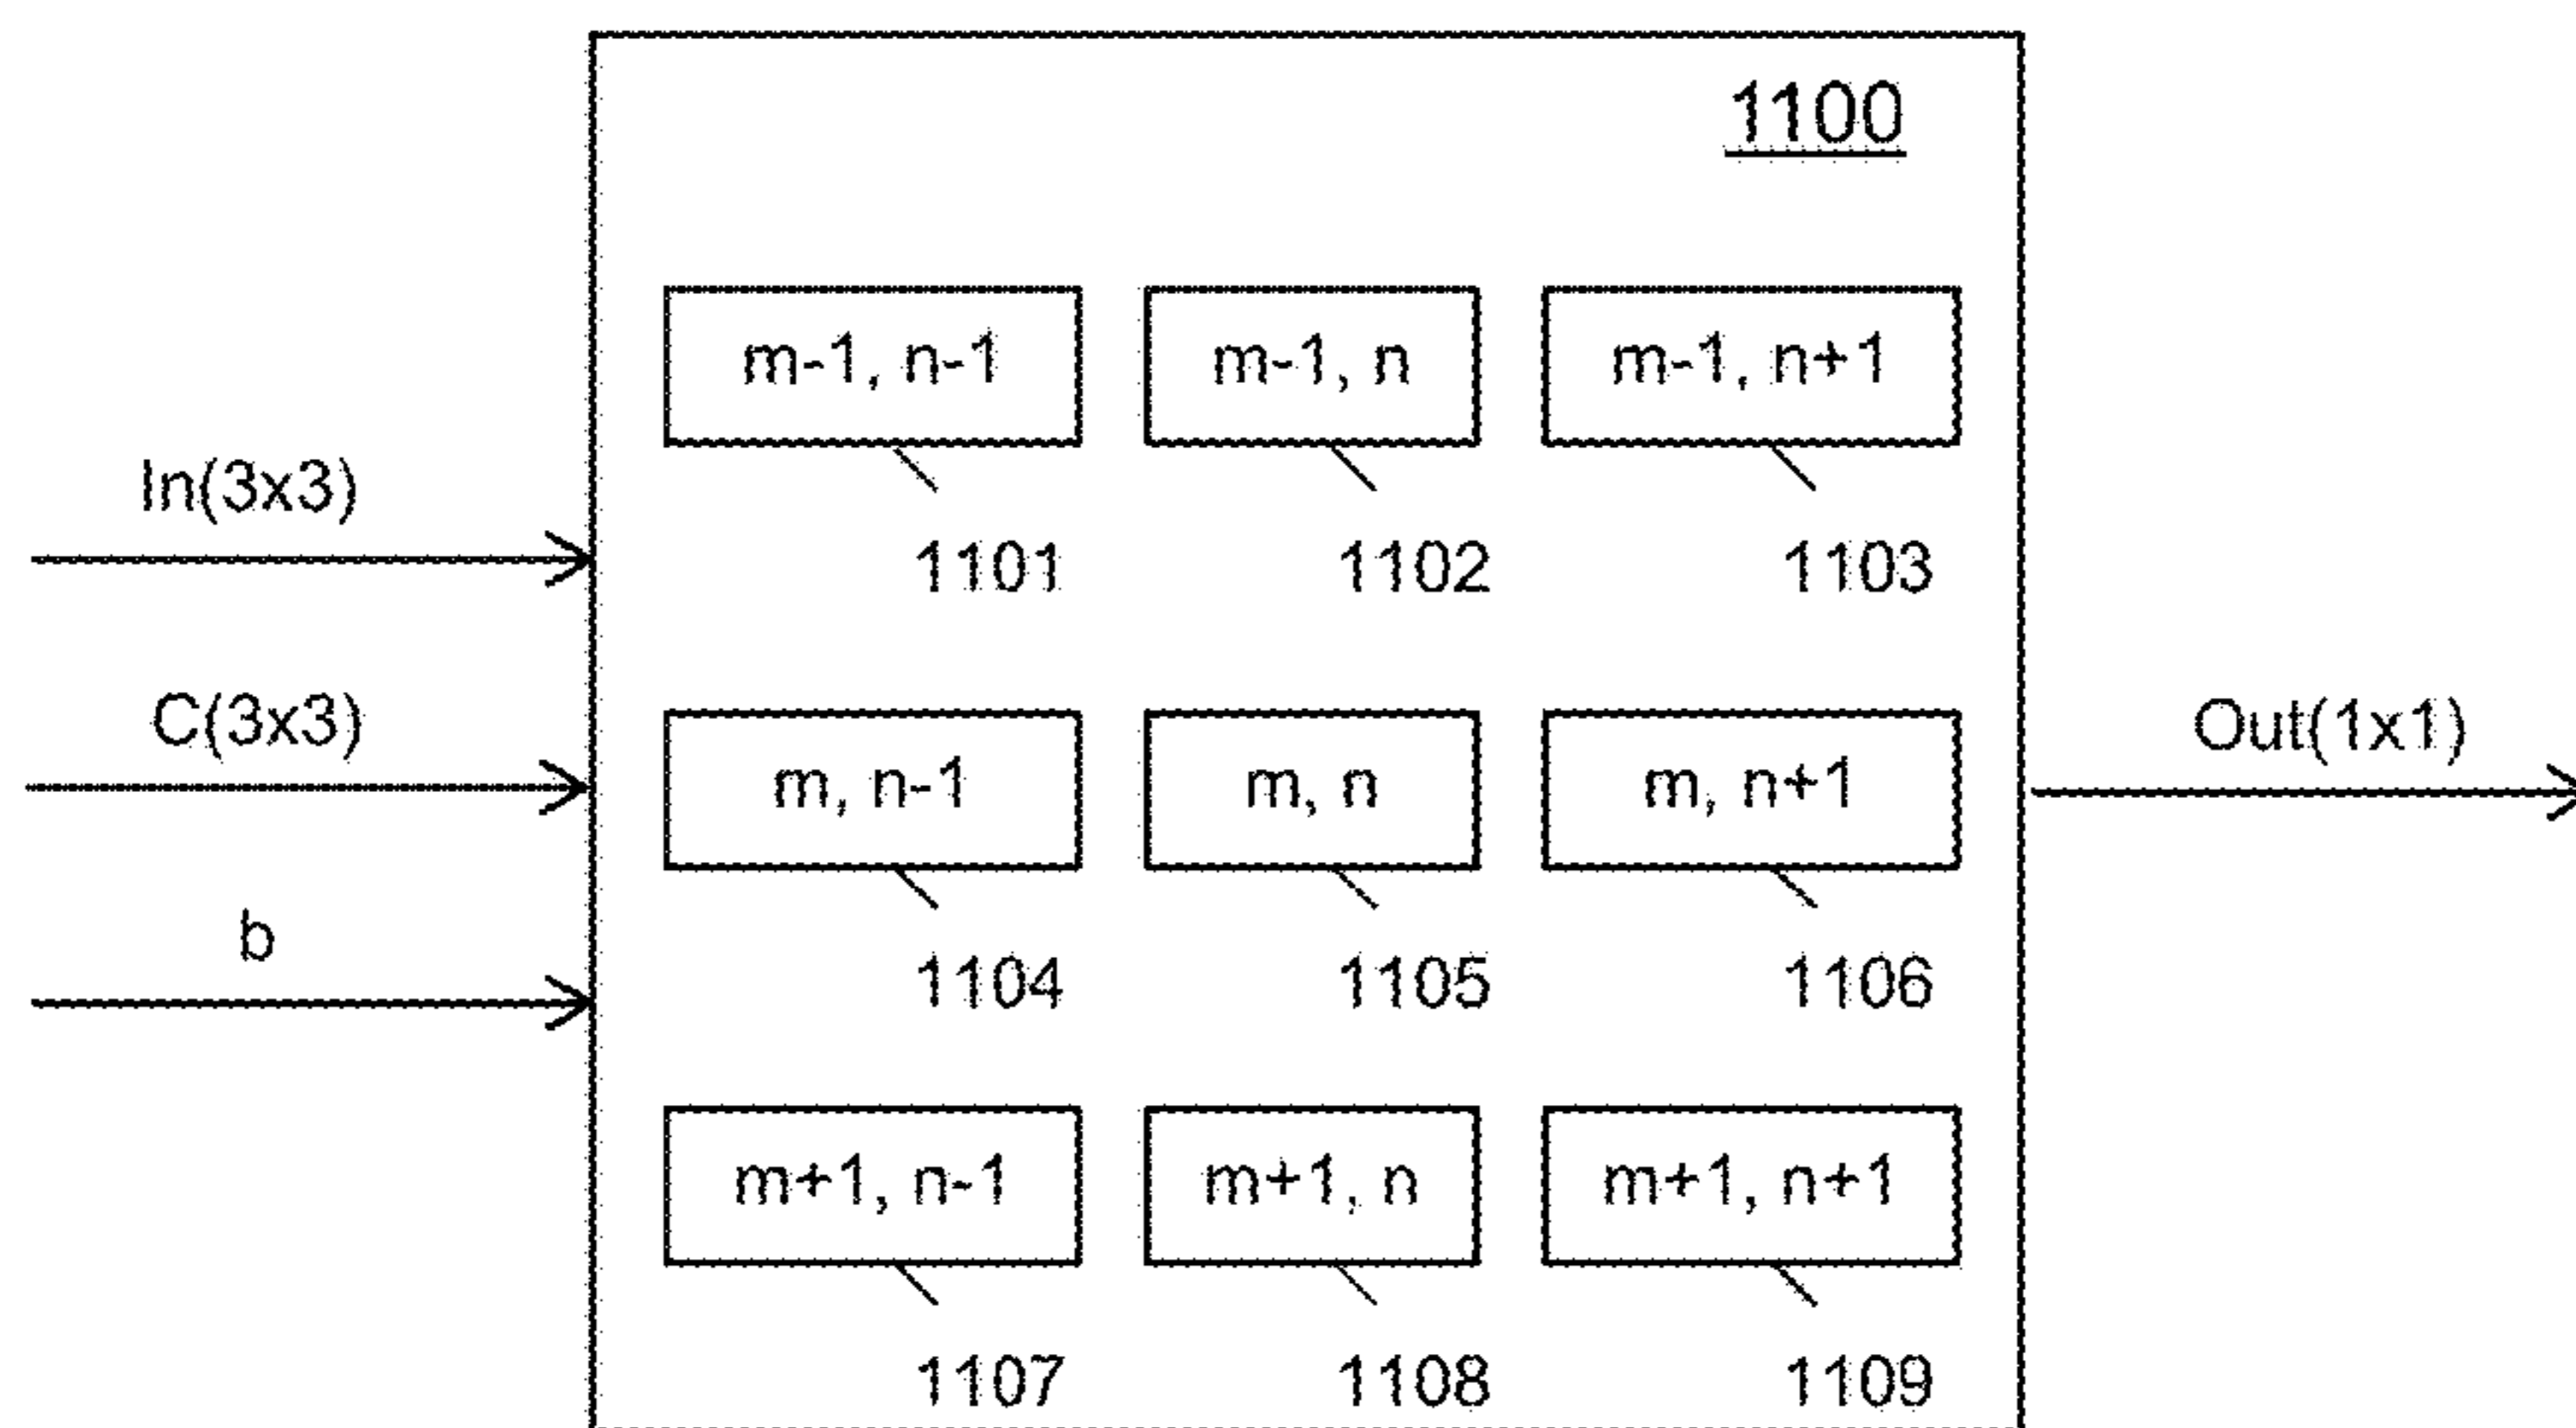 1100
m-1, n-1 m-1, n m-1, n+1
In(3x3)
1101 1102 1103
C(3x3)
Out(1x1)
m, n-1 m, n m, n+1
b
1104 1105 1106
m+1, n-1 m+1, n m+1, n+1
1107 1108 1109